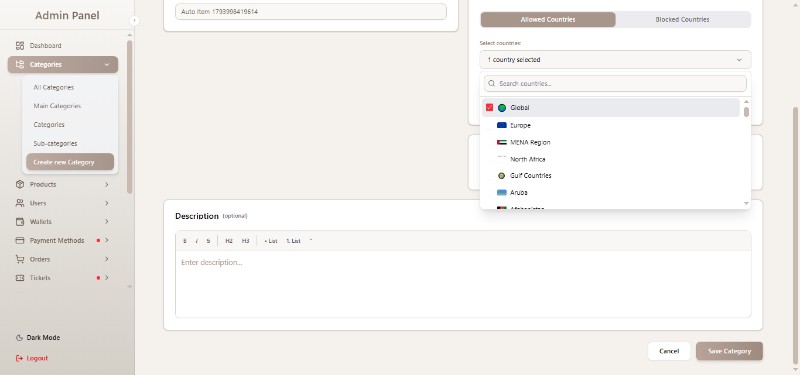 Admin Panel
Dashboard
Categories
All Categories
Main Categories
Categories
Sub-categories
Create new Category
Products
Users
Wallets
Payment Methods
Orders
Tickets
Dark Mode
Logout
Auto Item 1793998419614
Allowed Countries
Blocked Countries
Select countries:
1 country selected
Search countries...
Global
Europe
MENA Region
North Africa
Gulf Countries
Aruba
Afghanistan
Description (optional)
B I S H2 H3 • List 1. List "
Enter description...
Cancel
Save Category